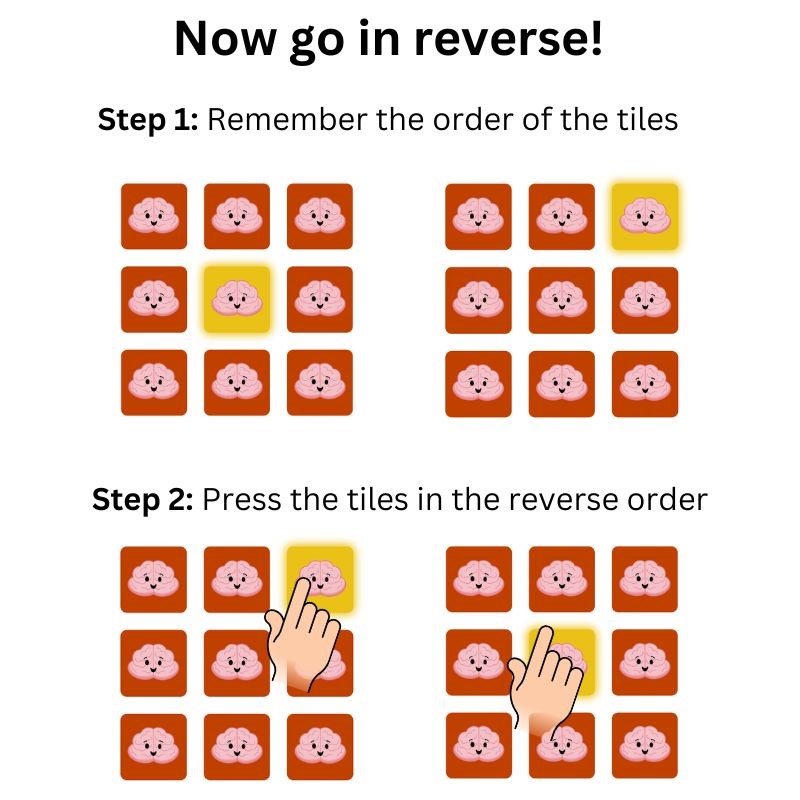 Now go in reverse!
Step 1: Remember the order of the tiles
Step 2: Press the tiles in the reverse order